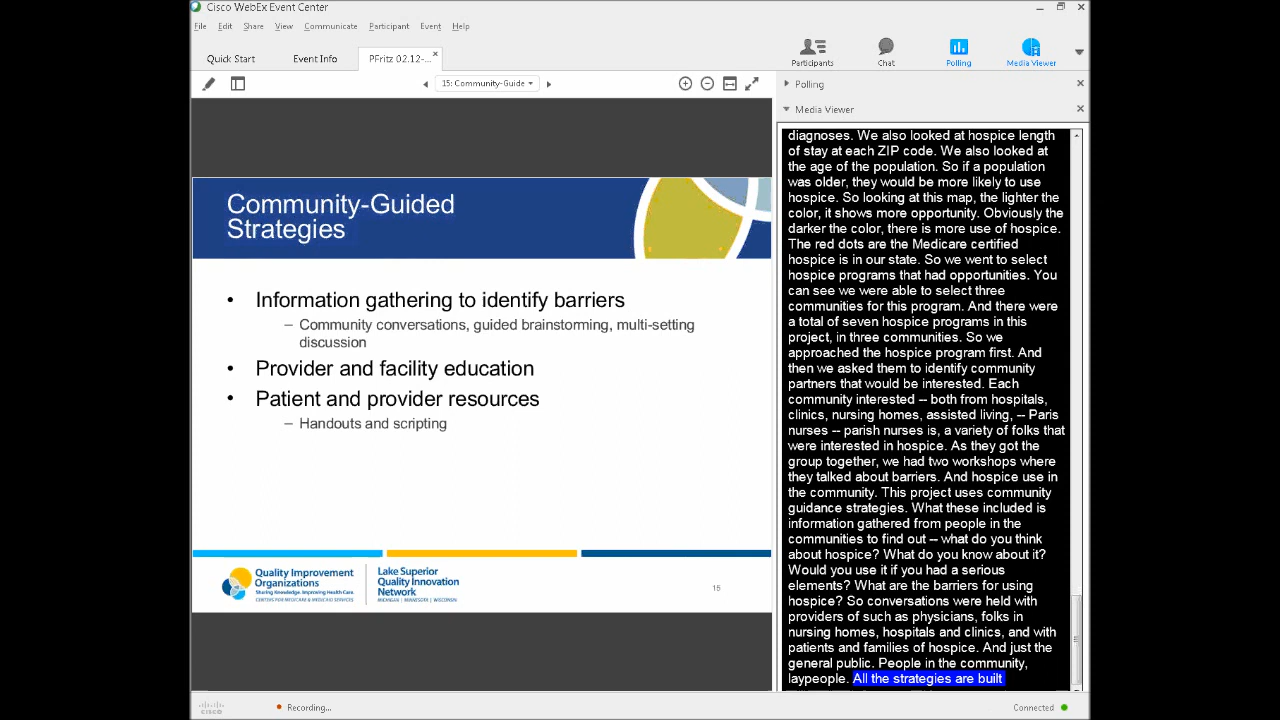 Cisco WebEx Event Center
File Edit Share View Communicate Participant Event Help
Quick Start Event Info PFritz 02.12-...
Participants Chat Polling Media Viewer
15: Community-Guide
Polling
Media Viewer
Community-Guided
Strategies
• Information gathering to identify barriers
– Community conversations, guided brainstorming, multi-setting
discussion
• Provider and facility education
• Patient and provider resources
– Handouts and scripting
Quality Improvement
Organizations
Sharing Knowledge. Improving Health Care.
CENTERS FOR MEDICARE & MEDICAID SERVICES
Lake Superior
Quality Innovation
Network
MICHIGAN | MINNESOTA | WISCONSIN
15
diagnoses. We also looked at hospice length
of stay at each ZIP code. We also looked at
the age of the population. So if a population
was older, they would be more likely to use
hospice. So looking at this map, the lighter the
color, it shows more opportunity. Obviously the
darker the color, there is more use of hospice.
The red dots are the Medicare certified
hospice is in our state. So we went to select
hospice programs that had opportunities. You
can see we were able to select three
communities for this program. And there were
a total of seven hospice programs in this
project, in three communities. So we
approached the hospice program first. And
then we asked them to identify community
partners that would be interested. Each
community interested -- both from hospitals,
clinics, nursing homes, assisted living, -- Paris
nurses -- parish nurses is, a variety of folks that
were interested in hospice. As they got the
group together, we had two workshops where
they talked about barriers. And hospice use in
the community. This project uses community
guidance strategies. What these included is
information gathered from people in the
communities to find out -- what do you think
about hospice? What do you know about it?
Would you use it if you had a serious
elements? What are the barriers for using
hospice? So conversations were held with
providers of such as physicians, folks in
nursing homes, hospitals and clinics, and with
patients and families of hospice. And just the
general public. People in the community,
laypeople. All the strategies are built
cisco
Recording...
Connected